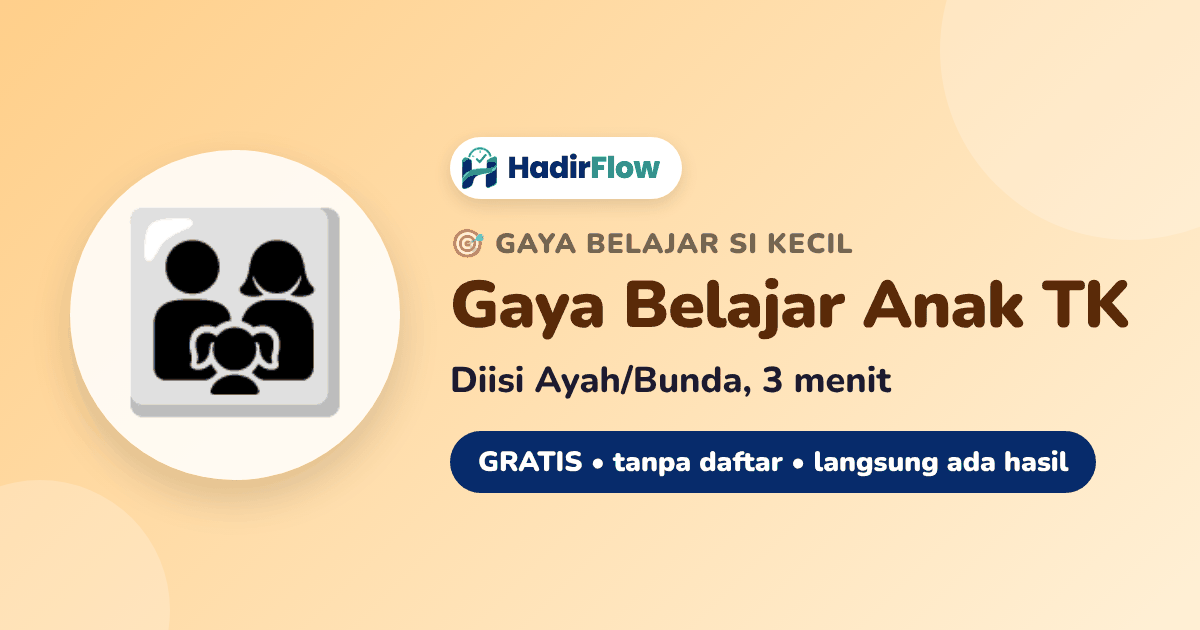 HadirFlow
🎯 GAYA BELAJAR SI KECIL
Gaya Belajar Anak TK
Diisi Ayah/Bunda, 3 menit
GRATIS • tanpa daftar • langsung ada hasil